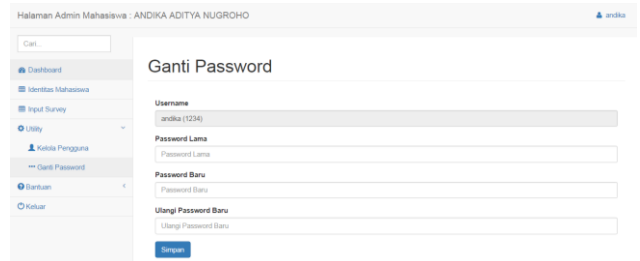 Halaman Admin Mahasiswa : ANDIKA ADITYA NUGROHO
andika
Cari...
Dashboard
Identitas Mahasiswa
Input Survey
Utility
Kelola Pengguna
Ganti Password
Bantuan
Keluar
Ganti Password
Username
andika (1234)
Password Lama
Password Lama
Password Baru
Password Baru
Ulangi Password Baru
Ulangi Password Baru
Simpan